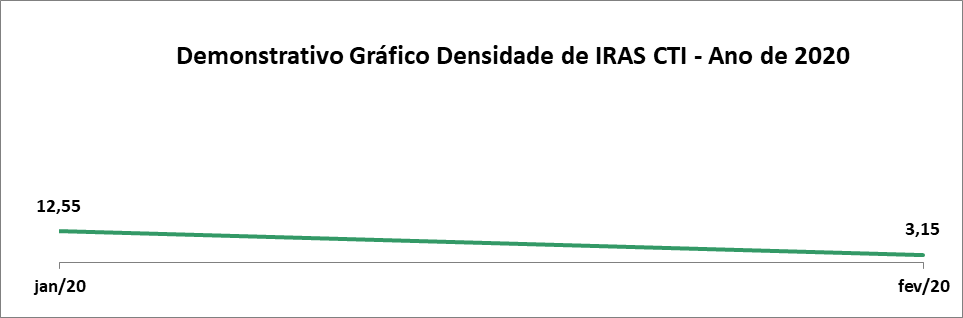 Demonstrativo Gráfico Densidade de IRAS CTI - Ano de 2020
12,55
3,15
jan/20
fev/20